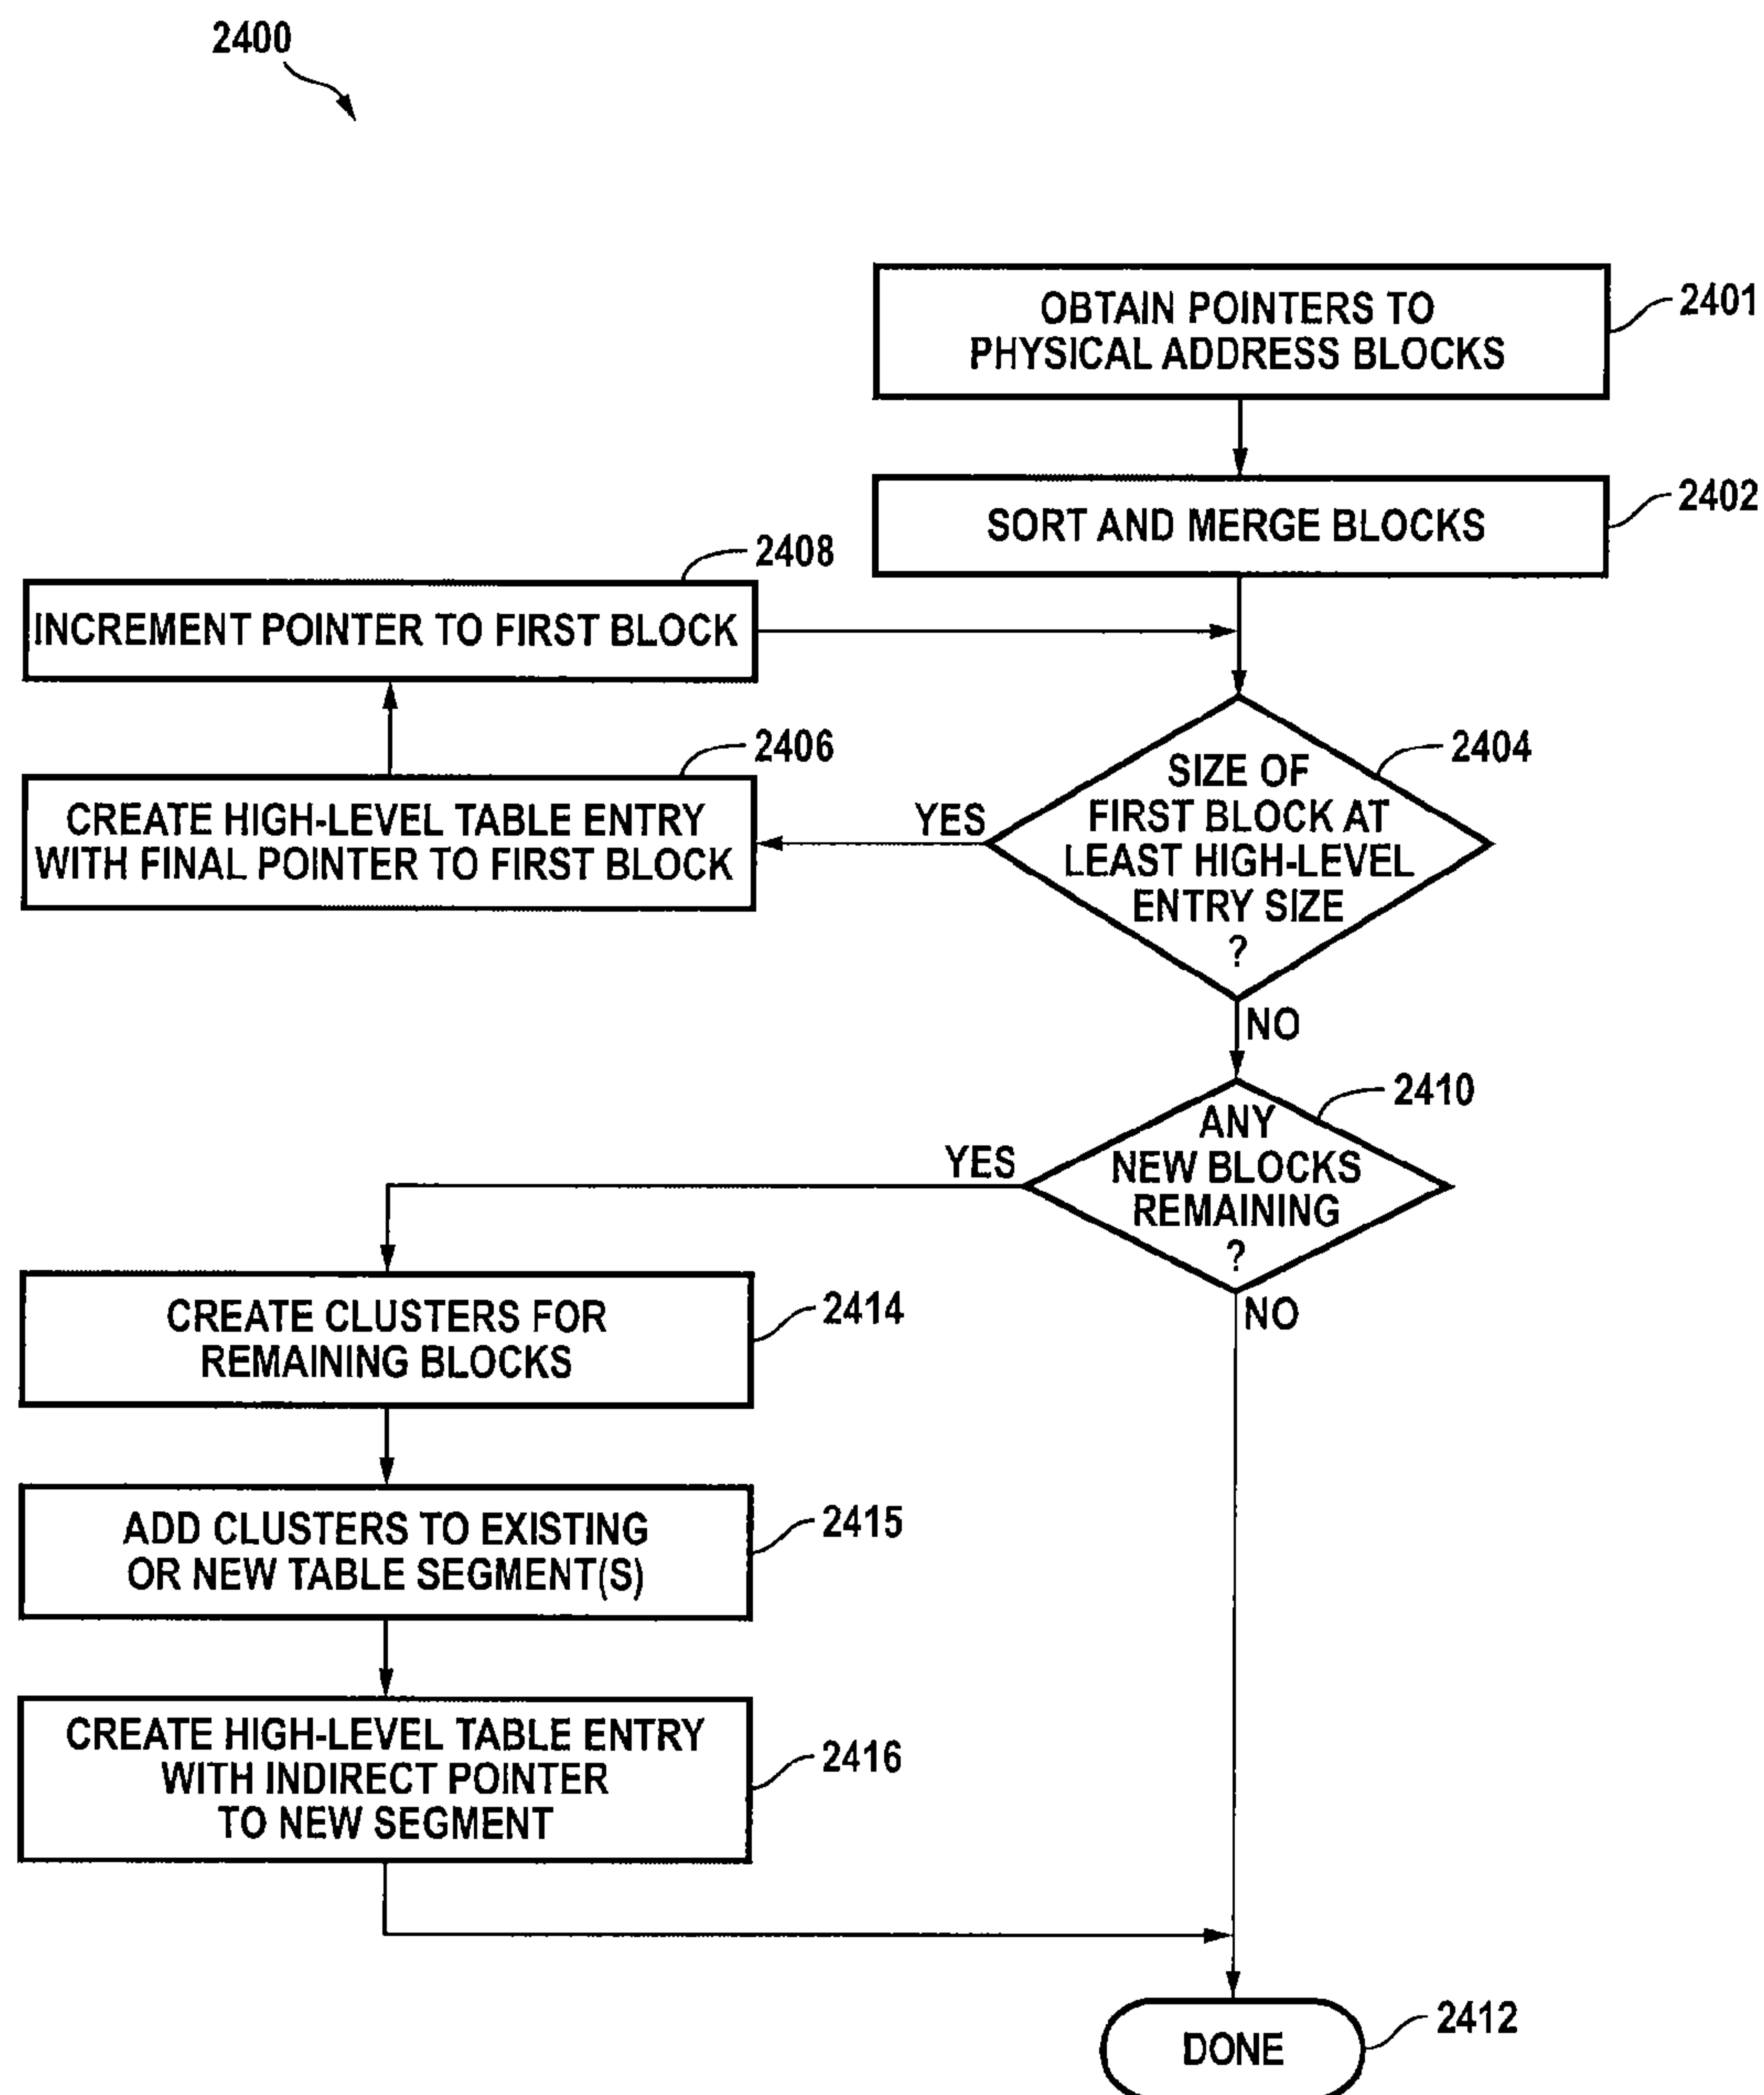 2400
OBTAIN POINTERS TO
PHYSICAL ADDRESS BLOCKS
2401
SORT AND MERGE BLOCKS
2402
2408
INCREMENT POINTER TO FIRST BLOCK
2406
CREATE HIGH-LEVEL TABLE ENTRY
WITH FINAL POINTER TO FIRST BLOCK
YES
SIZE OF
FIRST BLOCK AT
LEAST HIGH-LEVEL
ENTRY SIZE
?
2404
NO
ANY
NEW BLOCKS
REMAINING
?
2410
YES
NO
CREATE CLUSTERS FOR
REMAINING BLOCKS
2414
ADD CLUSTERS TO EXISTING
OR NEW TABLE SEGMENT(S)
2415
CREATE HIGH-LEVEL TABLE ENTRY
WITH INDIRECT POINTER
TO NEW SEGMENT
2416
DONE
2412